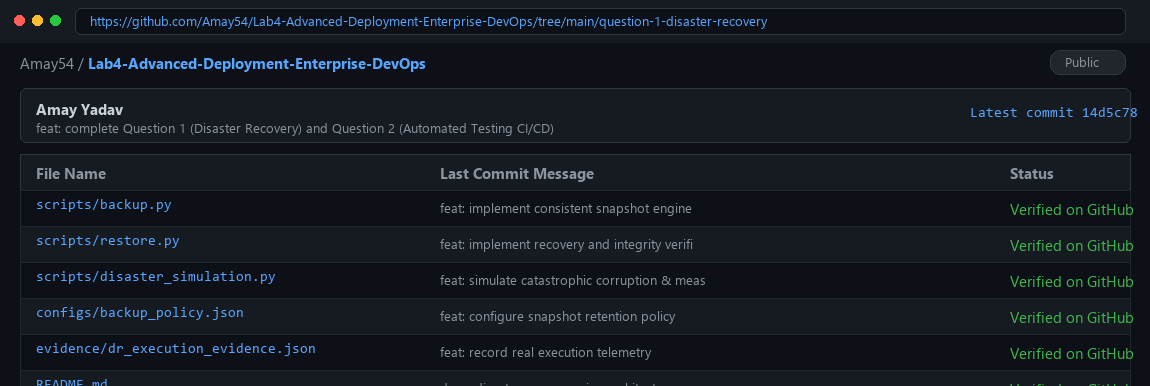 https://github.com/Amay54/Lab4-Advanced-Deployment-Enterprise-DevOps/tree/main/question-1-disaster-recovery
Amay54 / Lab4-Advanced-Deployment-Enterprise-DevOps Public
Amay Yadav
feat: complete Question 1 (Disaster Recovery) and Question 2 (Automated Testing CI/CD) Latest commit 14d5c78
File Name Last Commit Message Status
scripts/backup.py feat: implement consistent snapshot engine Verified on GitHub
scripts/restore.py feat: implement recovery and integrity verifi Verified on GitHub
scripts/disaster_simulation.py feat: simulate catastrophic corruption & meas Verified on GitHub
configs/backup_policy.json feat: configure snapshot retention policy Verified on GitHub
evidence/dr_execution_evidence.json feat: record real execution telemetry Verified on GitHub
README.md Verified on GitHub